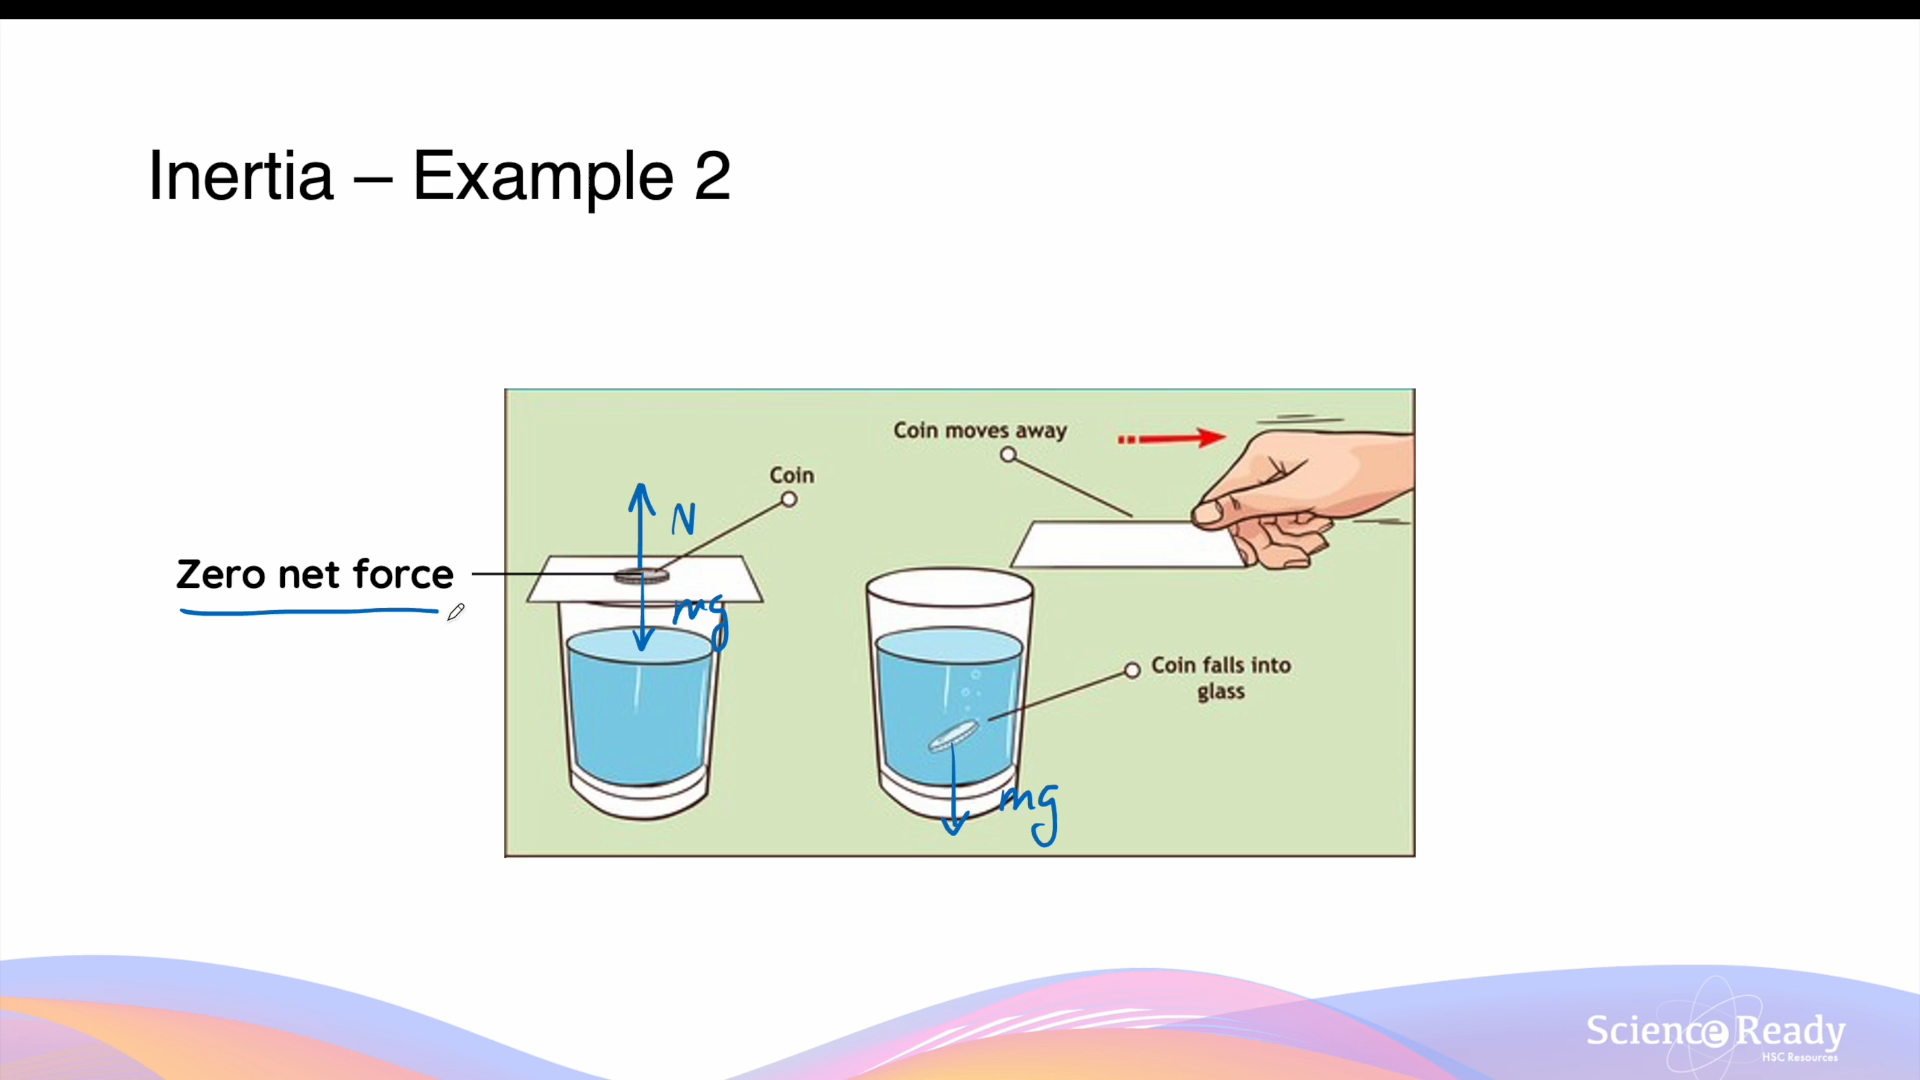 Inertia – Example 2
Coin moves away
Coin
N
Zero net force
mg
Coin falls into
glass
mg
Science Ready
HSC Resources